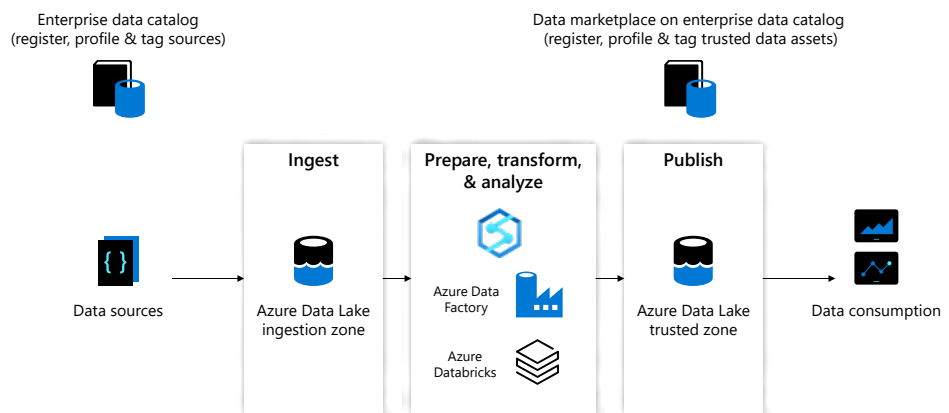 Enterprise data catalog
(register, profile & tag sources)
Data marketplace on enterprise data catalog
(register, profile & tag trusted data assets)
Ingest
Prepare, transform,
& analyze
Publish
{ }
Data sources
Azure Data Lake
ingestion zone
Azure Data
Factory
Azure
Databricks
Azure Data Lake
trusted zone
Data consumption